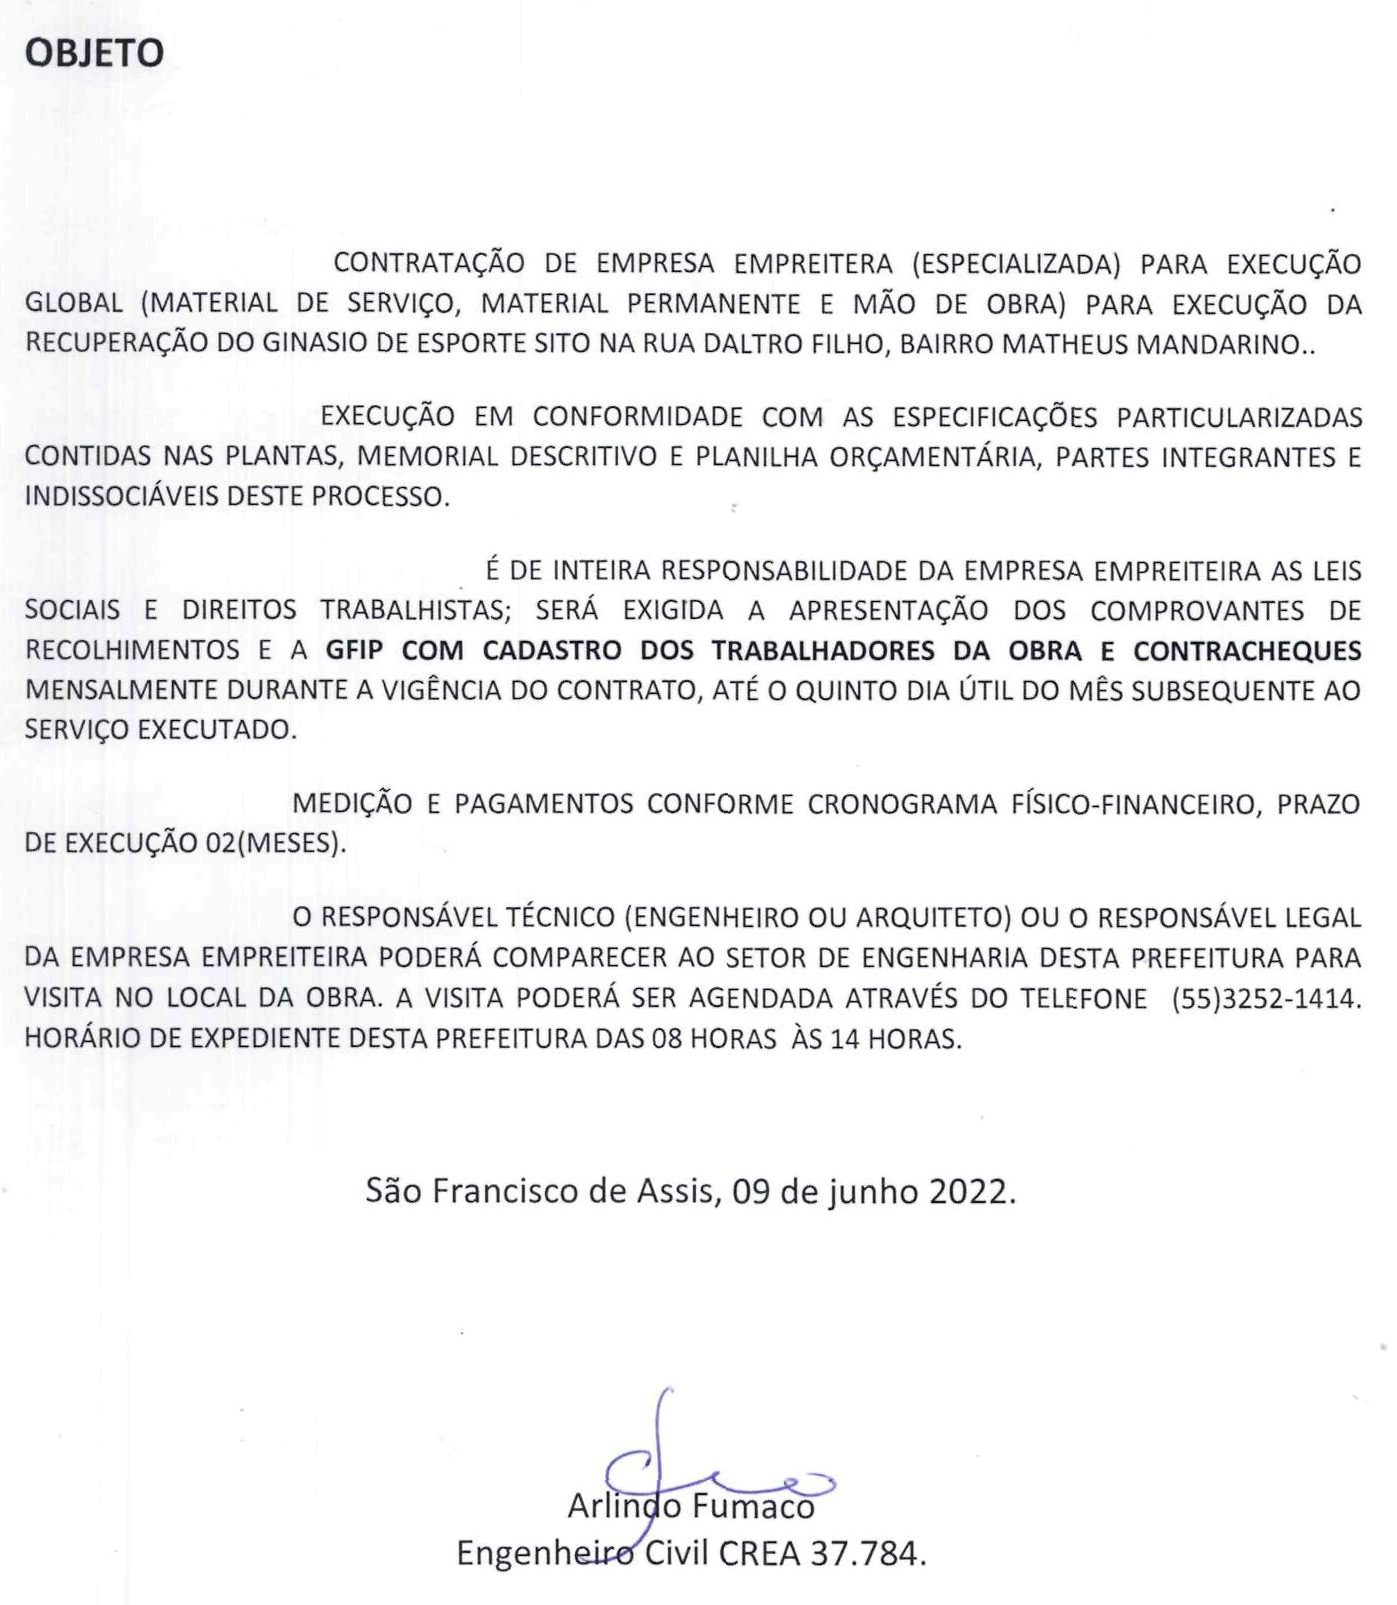 OBJETO
CONTRATAÇÃO DE EMPRESA EMPREITERA (ESPECIALIZADA) PARA EXECUÇÃO
GLOBAL (MATERIAL DE SERVIÇO, MATERIAL PERMANENTE E MÃO DE OBRA) PARA EXECUÇÃO DA
RECUPERAÇÃO DO GINASIO DE ESPORTE SITO NA RUA DALTRO FILHO, BAIRRO MATHEUS MANDARINO..
EXECUÇÃO EM CONFORMIDADE COM AS ESPECIFICAÇÕES PARTICULARIZADAS
CONTIDAS NAS PLANTAS, MEMORIAL DESCRITIVO E PLANILHA ORÇAMENTÁRIA, PARTES INTEGRANTES E
INDISSOCIÁVEIS DESTE PROCESSO.
É DE INTEIRA RESPONSABILIDADE DA EMPRESA EMPREITEIRA AS LEIS
SOCIAIS E DIREITOS TRABALHISTAS; SERÁ EXIGIDA A APRESENTAÇÃO DOS COMPROVANTES DE
RECOLHIMENTOS E A GFIP COM CADASTRO DOS TRABALHADORES DA OBRA E CONTRACHEQUES
MENSALMENTE DURANTE A VIGÊNCIA DO CONTRATO, ATÉ O QUINTO DIA ÚTIL DO MÊS SUBSEQUENTE AO
SERVIÇO EXECUTADO.
MEDIÇÃO E PAGAMENTOS CONFORME CRONOGRAMA FÍSICO-FINANCEIRO, PRAZO
DE EXECUÇÃO 02(MESES).
O RESPONSÁVEL TÉCNICO (ENGENHEIRO OU ARQUITETO) OU O RESPONSÁVEL LEGAL
DA EMPRESA EMPREITEIRA PODERÁ COMPARECER AO SETOR DE ENGENHARIA DESTA PREFEITURA PARA
VISITA NO LOCAL DA OBRA. A VISITA PODERÁ SER AGENDADA ATRAVÉS DO TELEFONE (55)3252-1414.
HORÁRIO DE EXPEDIENTE DESTA PREFEITURA DAS 08 HORAS ÀS 14 HORAS.
São Francisco de Assis, 09 de junho 2022.
Arlindo Fumaco
Engenheiro Civil CREA 37.784.